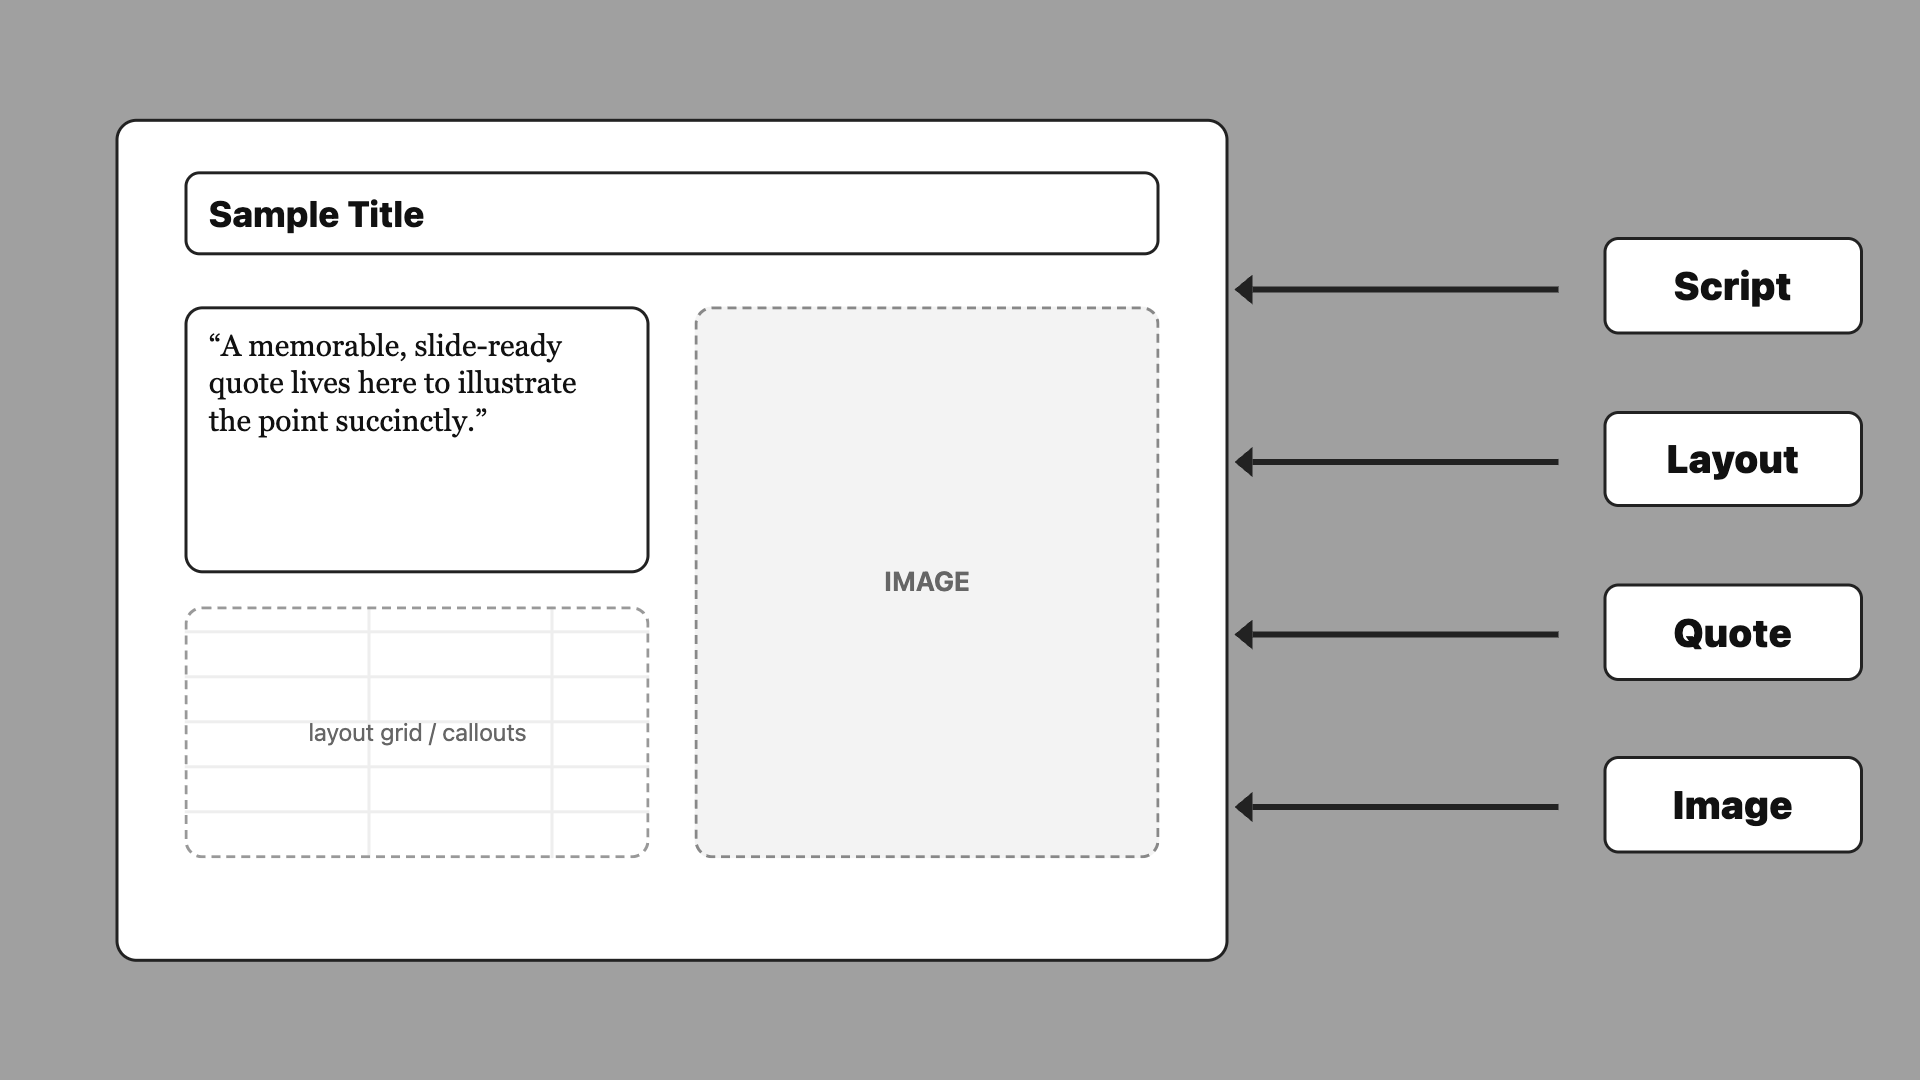 Sample Title
“A memorable, slide-ready
quote lives here to illustrate
the point succinctly.”
layout grid / callouts
IMAGE
Script
Layout
Quote
Image